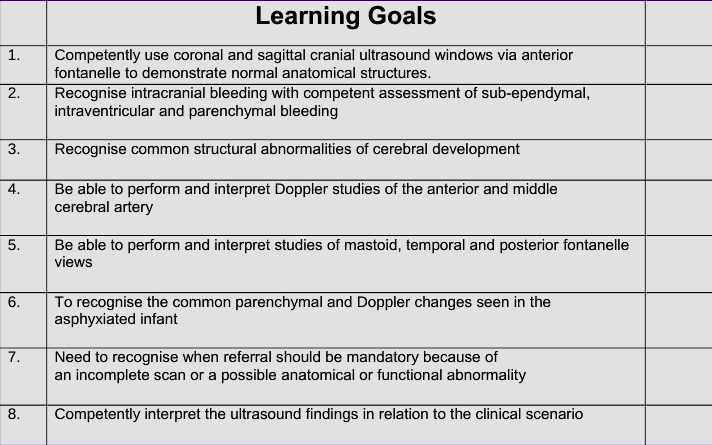 Learning Goals
1. Competently use coronal and sagittal cranial ultrasound windows via anterior
fontanelle to demonstrate normal anatomical structures.
2. Recognise intracranial bleeding with competent assessment of sub-ependymal,
intraventricular and parenchymal bleeding
3. Recognise common structural abnormalities of cerebral development
4. Be able to perform and interpret Doppler studies of the anterior and middle
cerebral artery
5. Be able to perform and interpret studies of mastoid, temporal and posterior fontanelle
views
6. To recognise the common parenchymal and Doppler changes seen in the
asphyxiated infant
7. Need to recognise when referral should be mandatory because of
an incomplete scan or a possible anatomical or functional abnormality
8. Competently interpret the ultrasound findings in relation to the clinical scenario